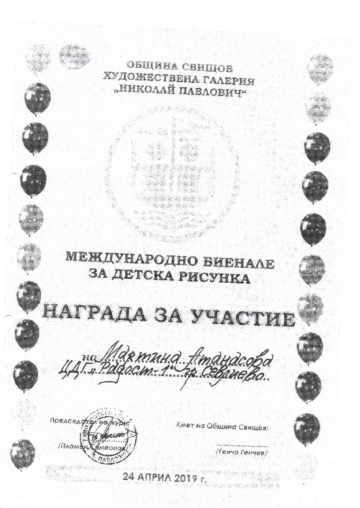 ОБЩИНА СВИЩОВ
ХУДОЖЕСТВЕНА ГАЛЕРИЯ
„НИКОЛАЙ ПАВЛОВИЧ“
МЕЖДУНАРОДНО БИЕНАЛЕ
ЗА ДЕТСКА РИСУНКА
НАГРАДА ЗА УЧАСТИЕ
на Мартина Атанасова
ЦДГ „Радост-1“ гр. Севлиево
Председател на журито:
Кмет на Община Свищов:
/Генчо Генчев/
24 АПРИЛ 2019 г.